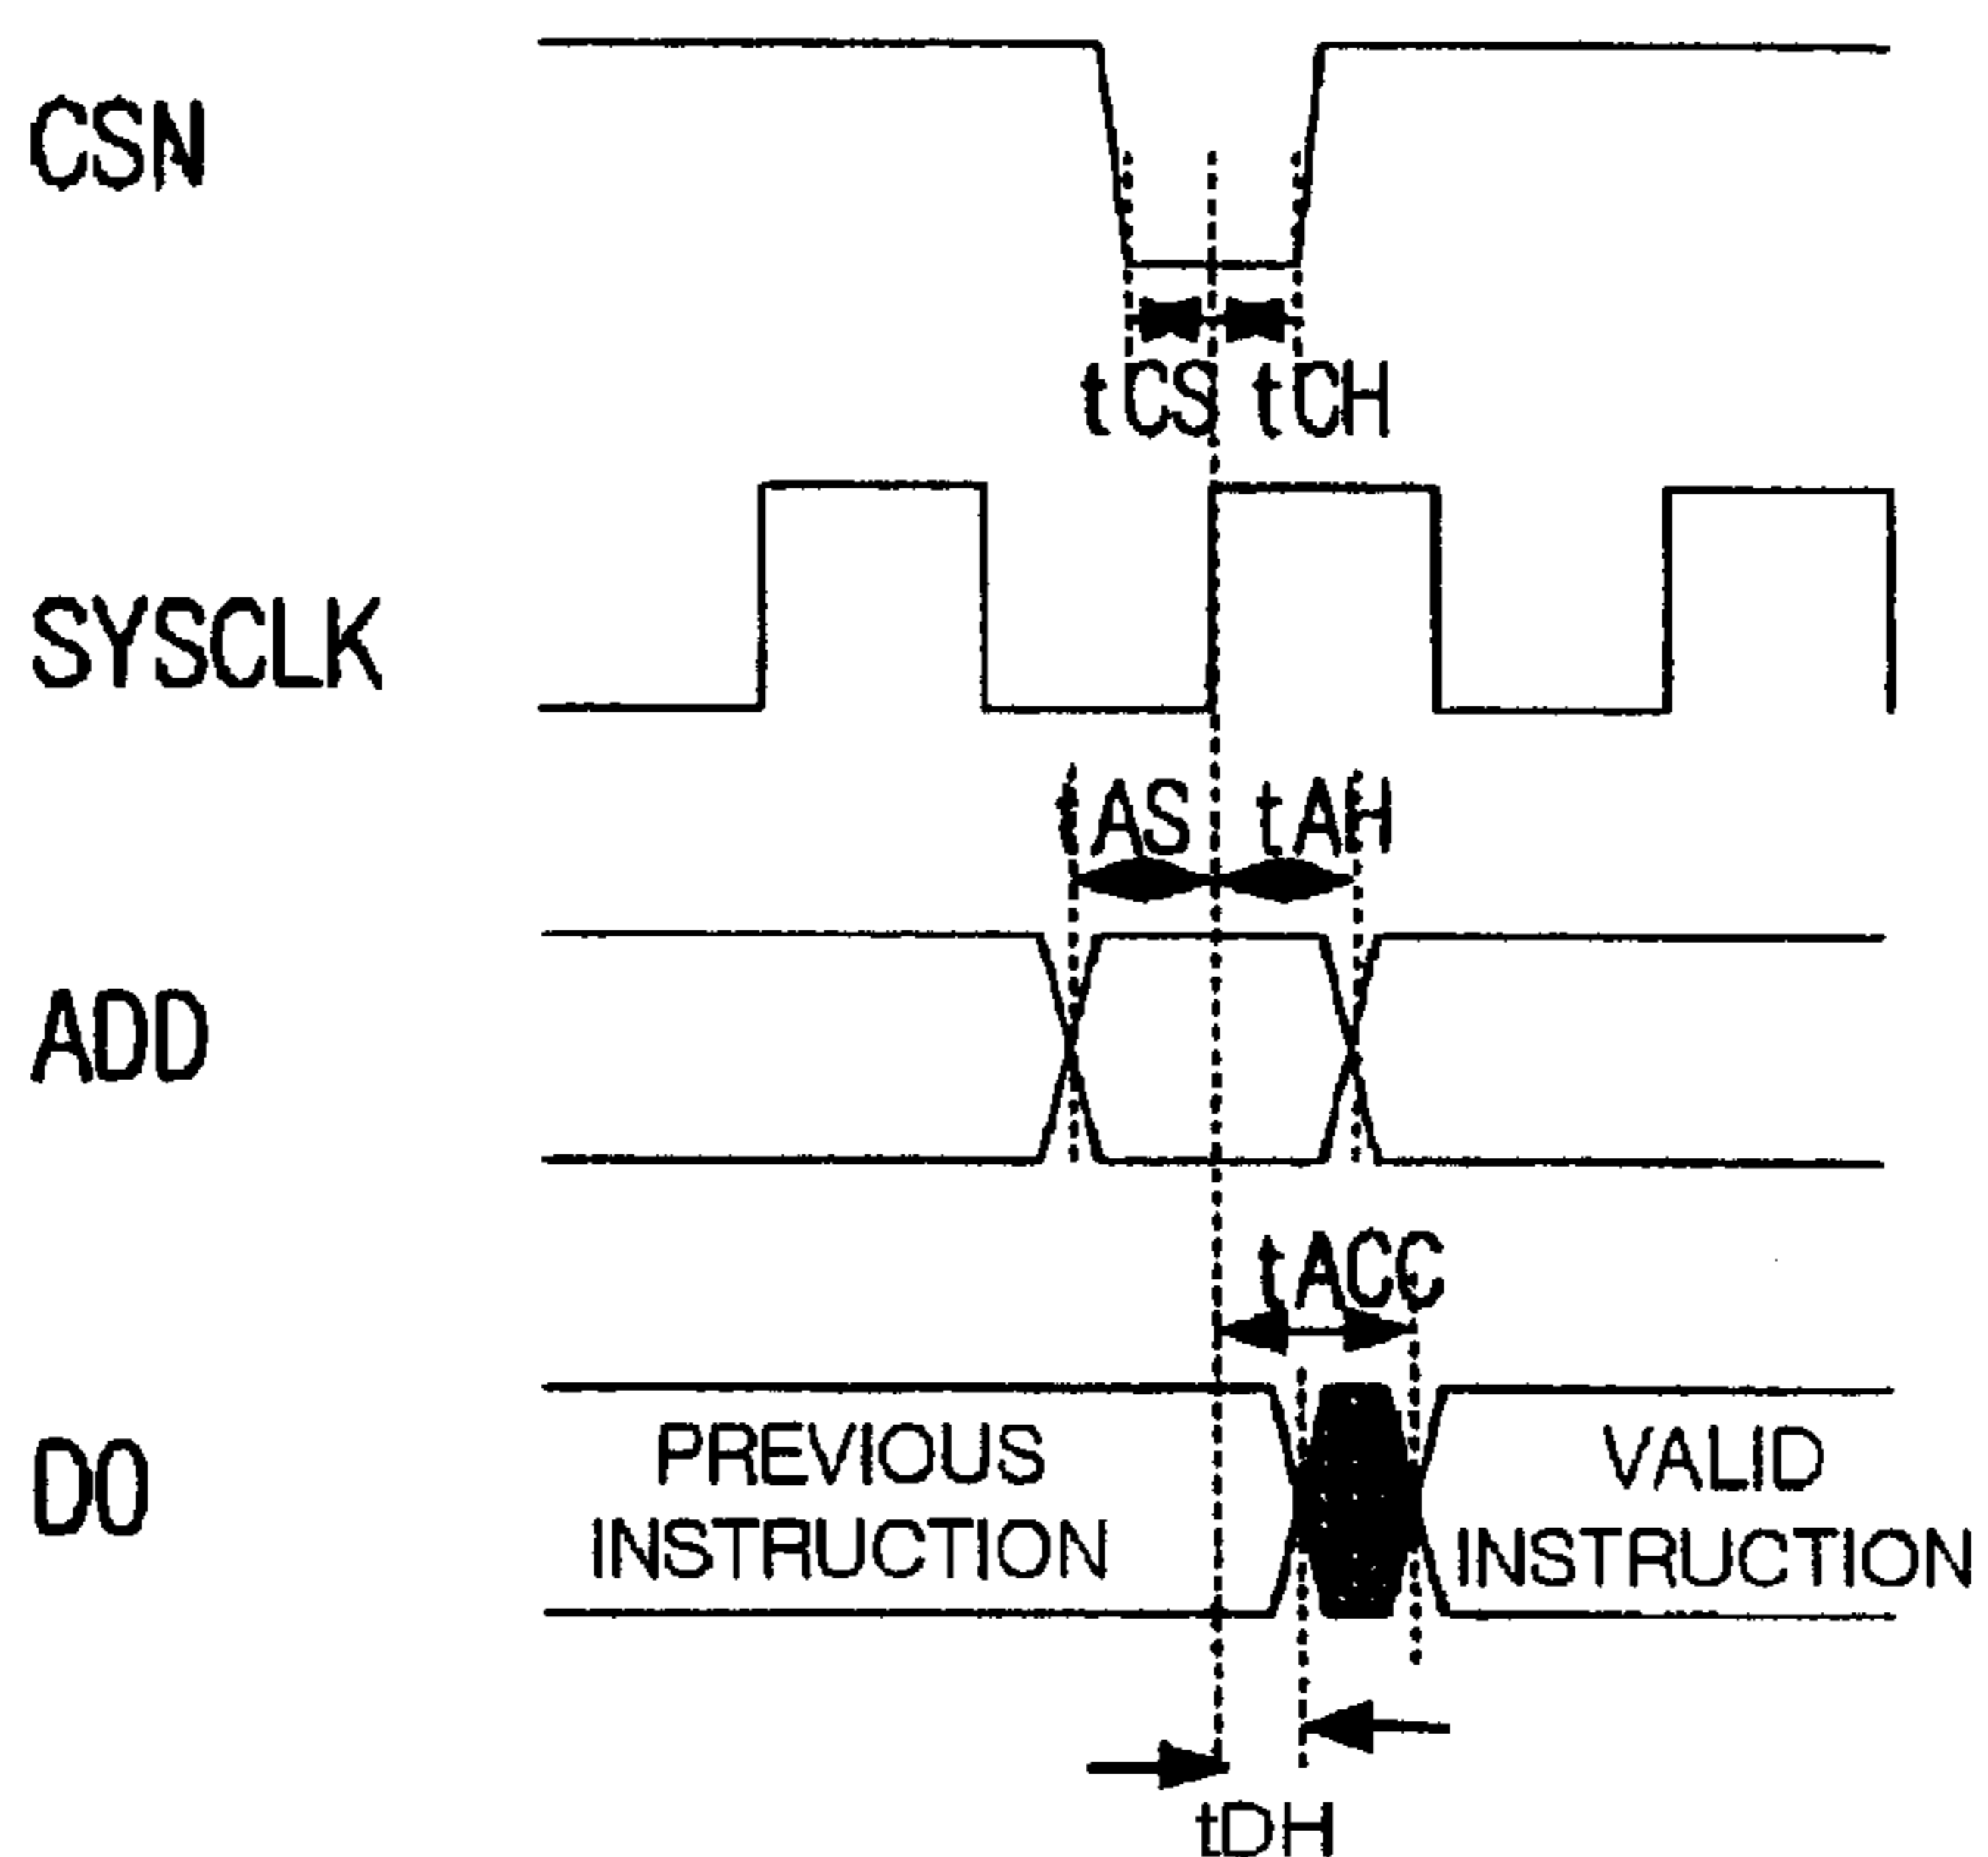 CSN
tCS tCH
SYSCLK
tAS tAH
ADD
tACC
DO
PREVIOUS
INSTRUCTION
VALID
INSTRUCTION
tDH